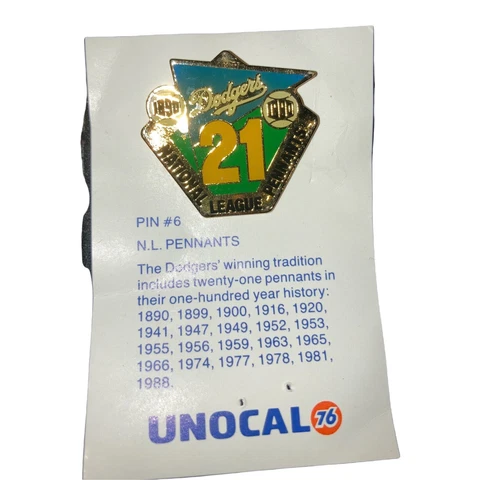 Dodgers
1890 1990
21
NATIONAL LEAGUE PENNANTS
PIN #6
N.L. PENNANTS
The Dodgers' winning tradition
includes twenty-one pennants in
their one-hundred year history:
1890, 1899, 1900, 1916, 1920,
1941, 1947, 1949, 1952, 1953,
1955, 1956, 1959, 1963, 1965,
1966, 1974, 1977, 1978, 1981,
1988.
UNOCAL 76